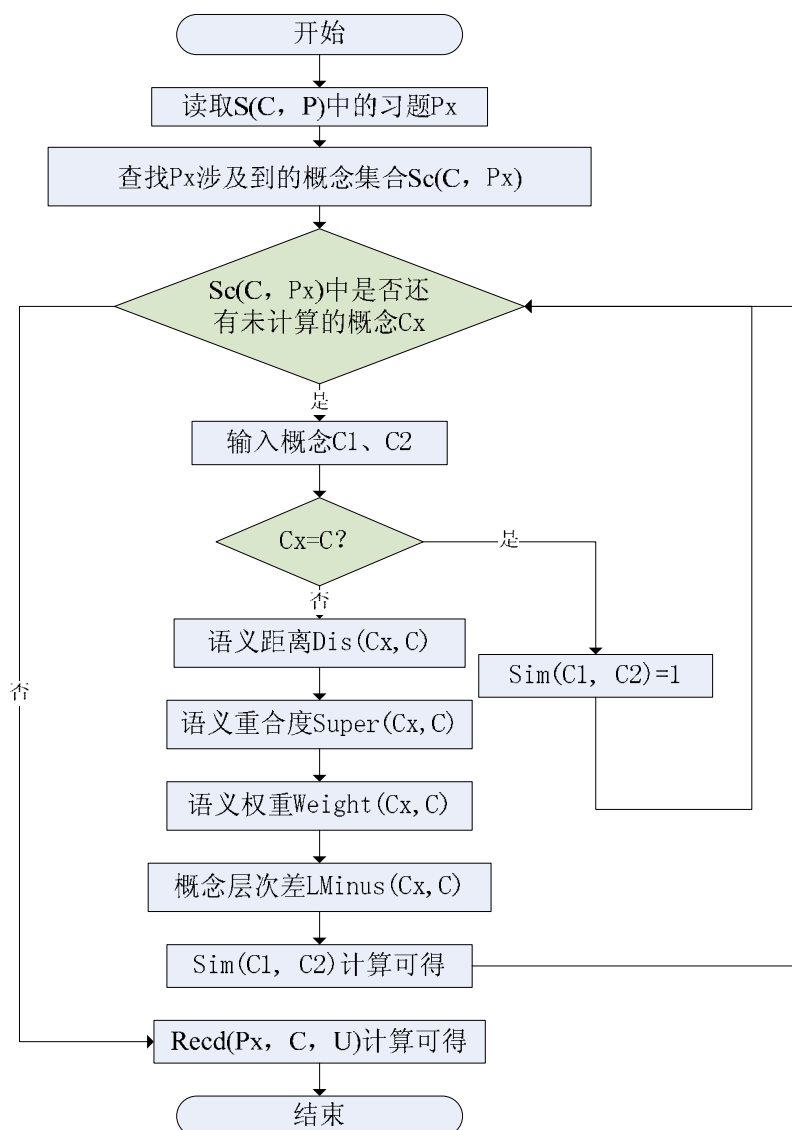 开始
读取S(C，P)中的习题Px
查找Px涉及到的概念集合Sc(C，Px)
Sc(C，Px)中是否还
有未计算的概念Cx
是
输入概念C1、C2
Cx=C?
是
否
语义距离Dis(Cx,C)
Sim(C1, C2)=1
否
语义重合度Super(Cx,C)
语义权重Weight(Cx,C)
概念层次差LMinus(Cx,C)
Sim(C1, C2)计算可得
Recd(Px，C，U)计算可得
结束